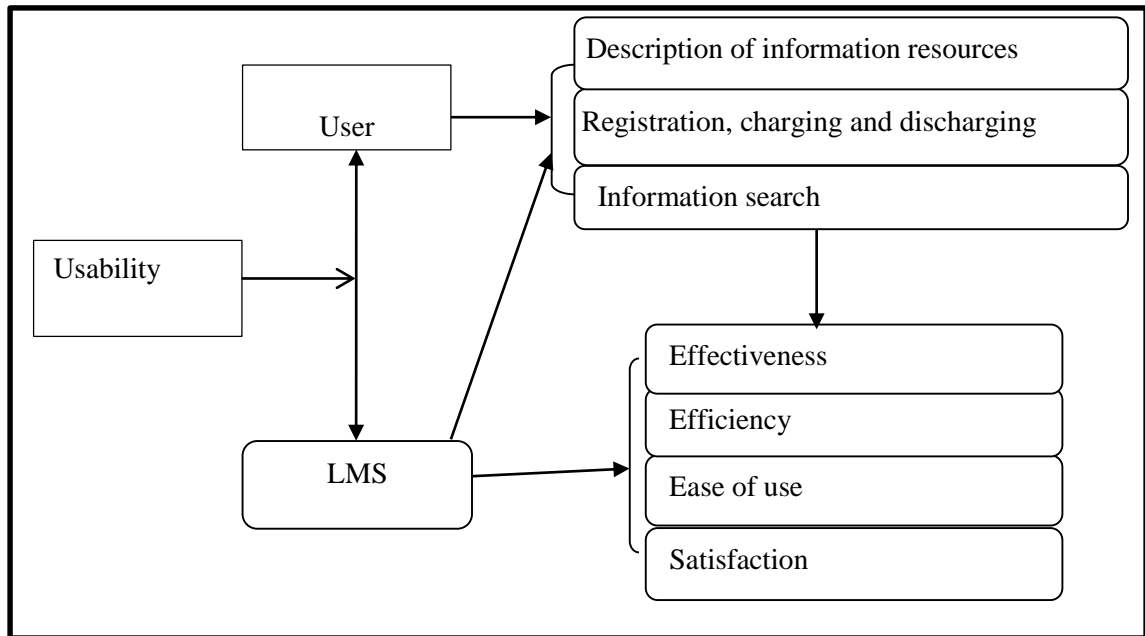 Description of information resources
User
Registration, charging and discharging
Information search
Usability
Effectiveness
Efficiency
LMS
Ease of use
Satisfaction